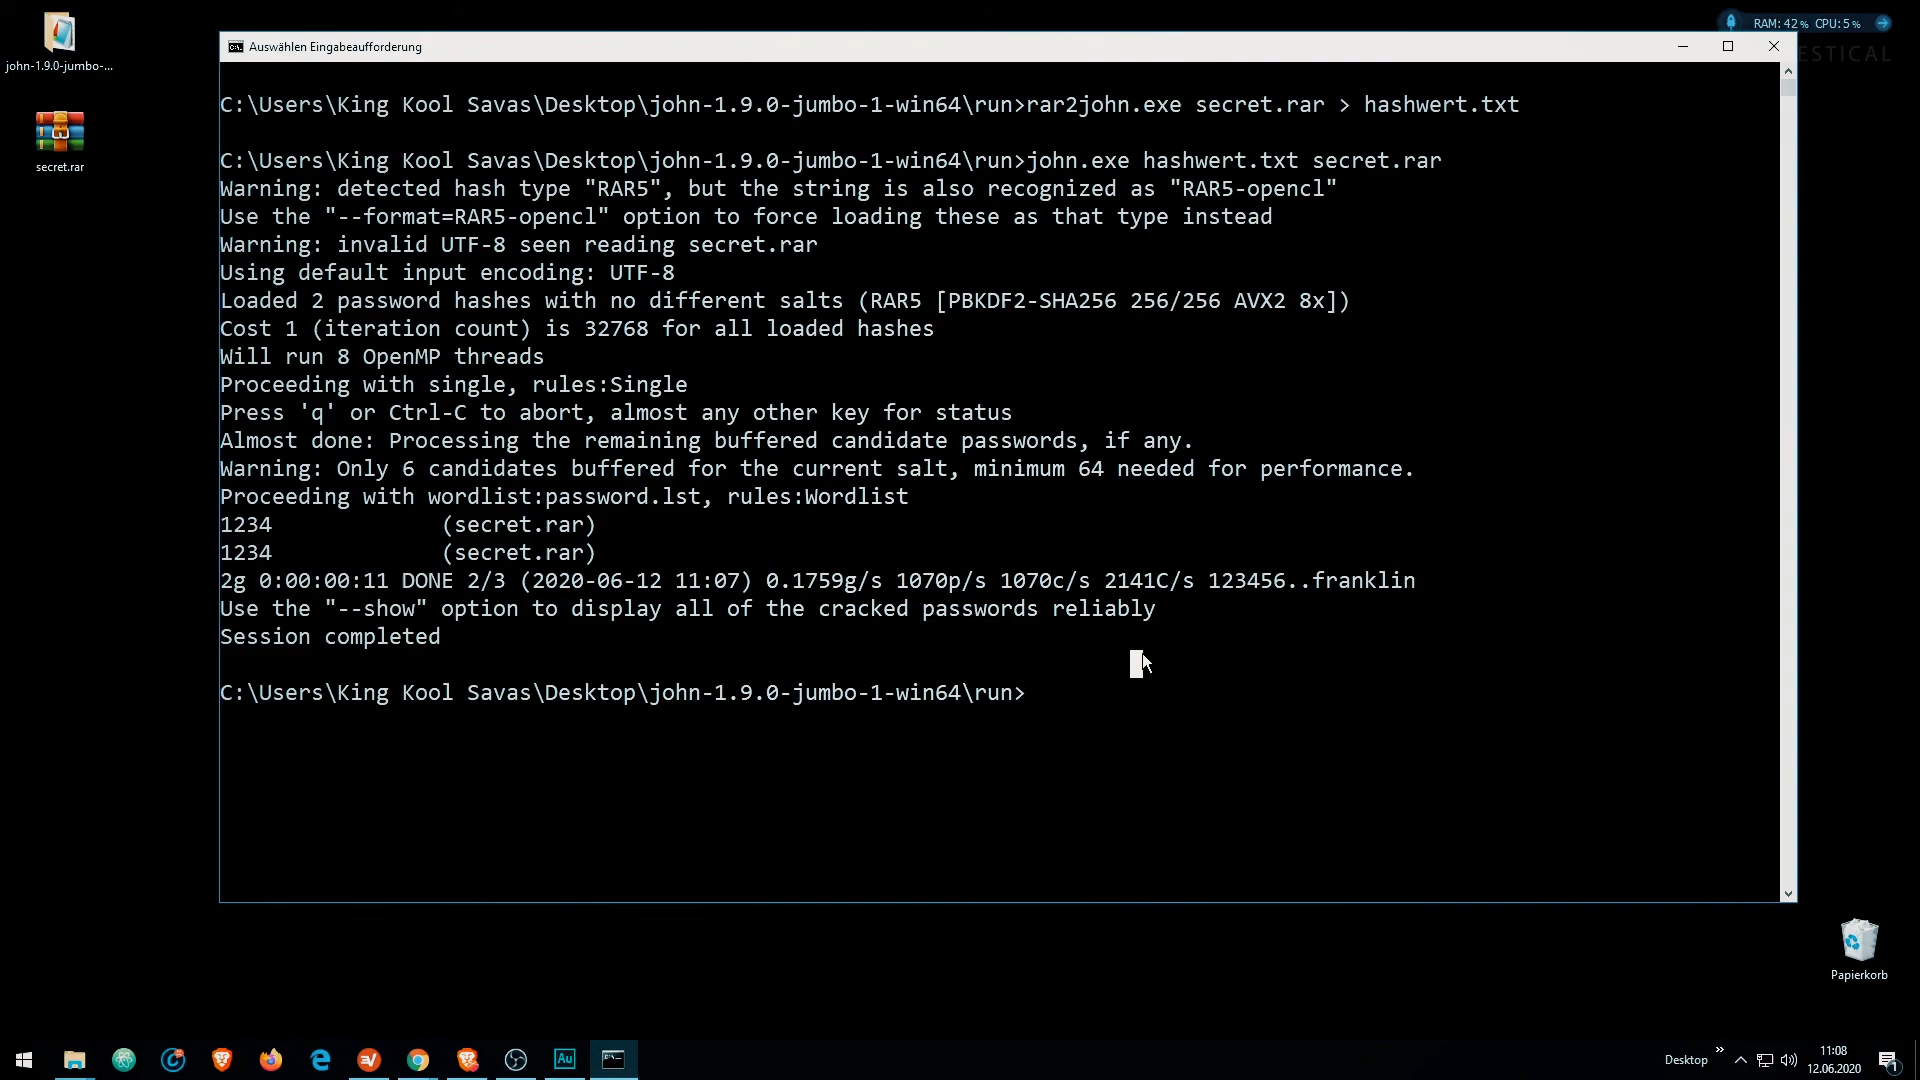 john-1.9.0-jumbo-...
secret.rar
RAM: 42 % CPU: 5 %
ESTICAL
Auswählen Eingabeaufforderung
C:\Users\King Kool Savas\Desktop\john-1.9.0-jumbo-1-win64\run>rar2john.exe secret.rar > hashwert.txt
C:\Users\King Kool Savas\Desktop\john-1.9.0-jumbo-1-win64\run>john.exe hashwert.txt secret.rar
Warning: detected hash type "RAR5", but the string is also recognized as "RAR5-opencl"
Use the "--format=RAR5-opencl" option to force loading these as that type instead
Warning: invalid UTF-8 seen reading secret.rar
Using default input encoding: UTF-8
Loaded 2 password hashes with no different salts (RAR5 [PBKDF2-SHA256 256/256 AVX2 8x])
Cost 1 (iteration count) is 32768 for all loaded hashes
Will run 8 OpenMP threads
Proceeding with single, rules:Single
Press 'q' or Ctrl-C to abort, almost any other key for status
Almost done: Processing the remaining buffered candidate passwords, if any.
Warning: Only 6 candidates buffered for the current salt, minimum 64 needed for performance.
Proceeding with wordlist:password.lst, rules:Wordlist
1234 (secret.rar)
1234 (secret.rar)
2g 0:00:00:11 DONE 2/3 (2020-06-12 11:07) 0.1759g/s 1070p/s 1070c/s 2141C/s 123456..franklin
Use the "--show" option to display all of the cracked passwords reliably
Session completed
C:\Users\King Kool Savas\Desktop\john-1.9.0-jumbo-1-win64\run>
Papierkorb
Au
Desktop
11:08
12.06.2020
1